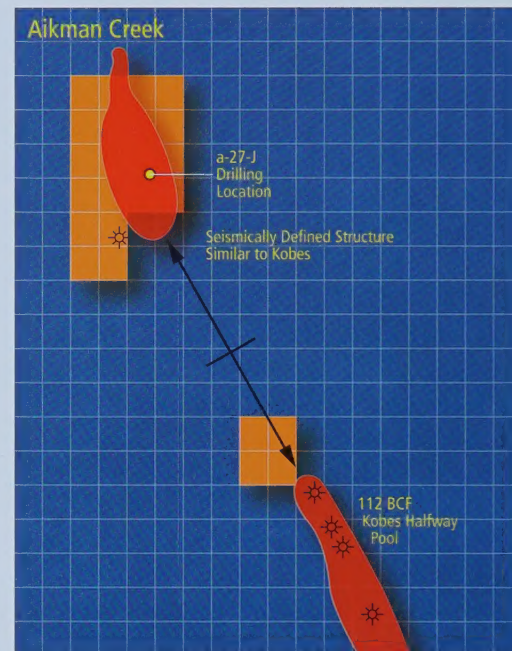 Aikman Creek
a-27-J
Drilling
Location
Seismically Defined Structure
Similar to Kobes
112 BCF
Kobes Halfway
Pool